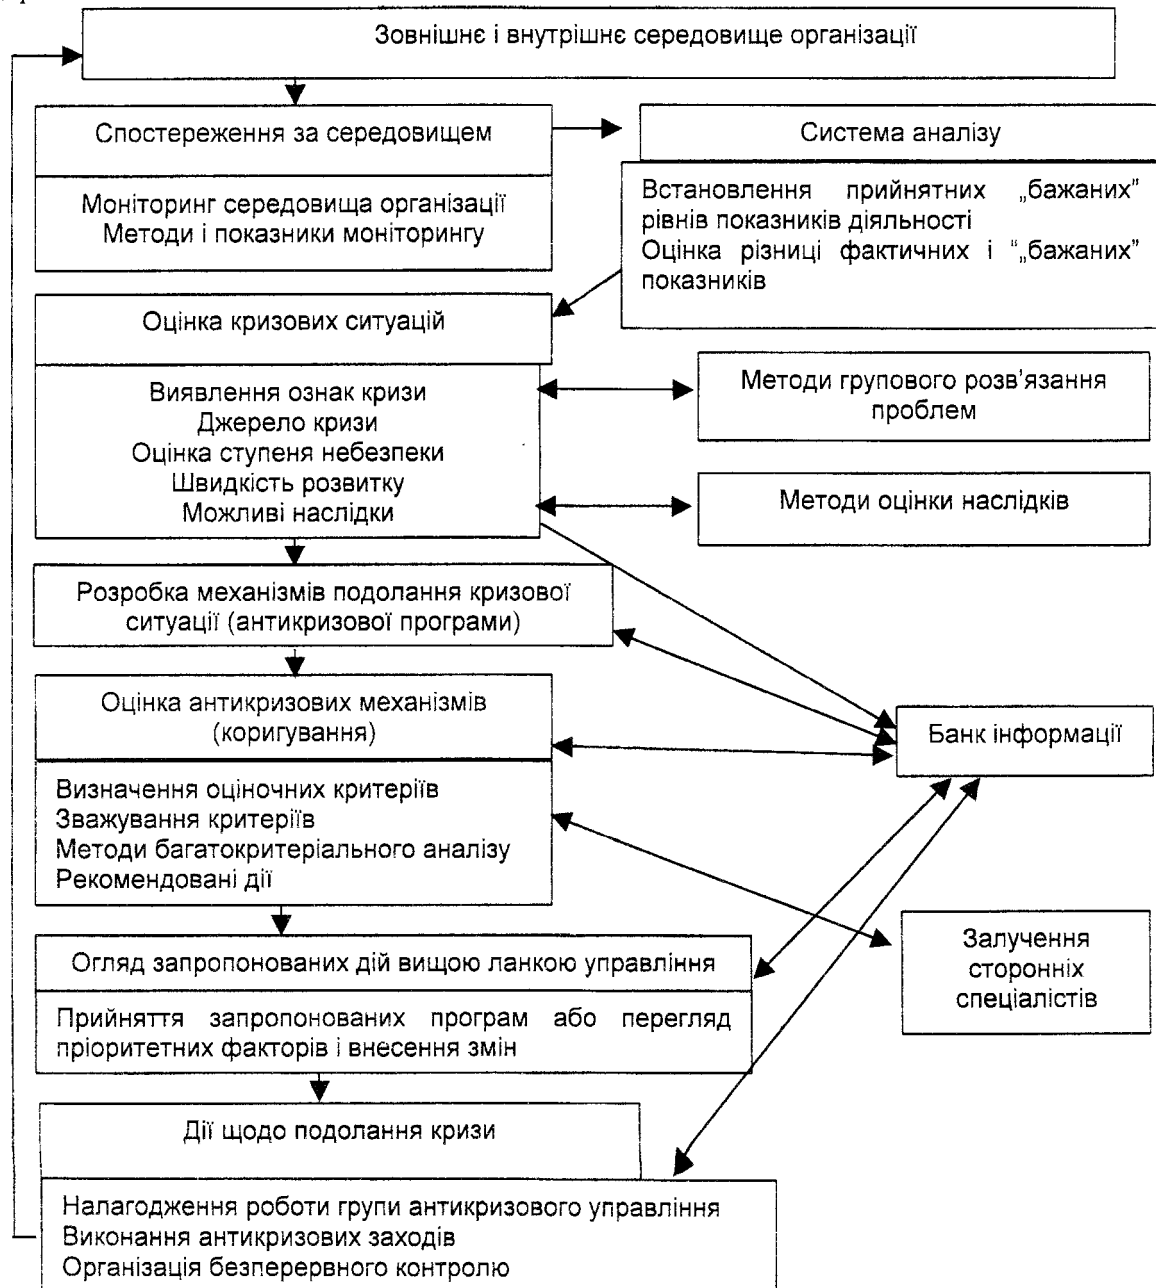 Зовнішнє і внутрішнє середовище організації
Спостереження за середовищем
Моніторинг середовища організації
Методи і показники моніторингу
Система аналізу
Встановлення прийнятних „бажаних”
рівнів показників діяльності
Оцінка різниці фактичних і “„бажаних”
показників
Оцінка кризових ситуацій
Виявлення ознак кризи
Джерело кризи
Оцінка ступеня небезпеки
Швидкість розвитку
Можливі наслідки
Методи групового розв’язання
проблем
Методи оцінки наслідків
Розробка механізмів подолання кризової
ситуації (антикризової програми)
Оцінка антикризових механізмів
(коригування)
Визначення оціночних критеріїв
Зважування критеріїв
Методи багатокритеріального аналізу
Рекомендовані дії
Банк інформації
Залучення
сторонніх
спеціалістів
Огляд запропонованих дій вищою ланкою управління
Прийняття запропонованих програм або перегляд
пріоритетних факторів і внесення змін
Дії щодо подолання кризи
Налагодження роботи групи антикризового управління
Виконання антикризових заходів
Організація безперервного контролю